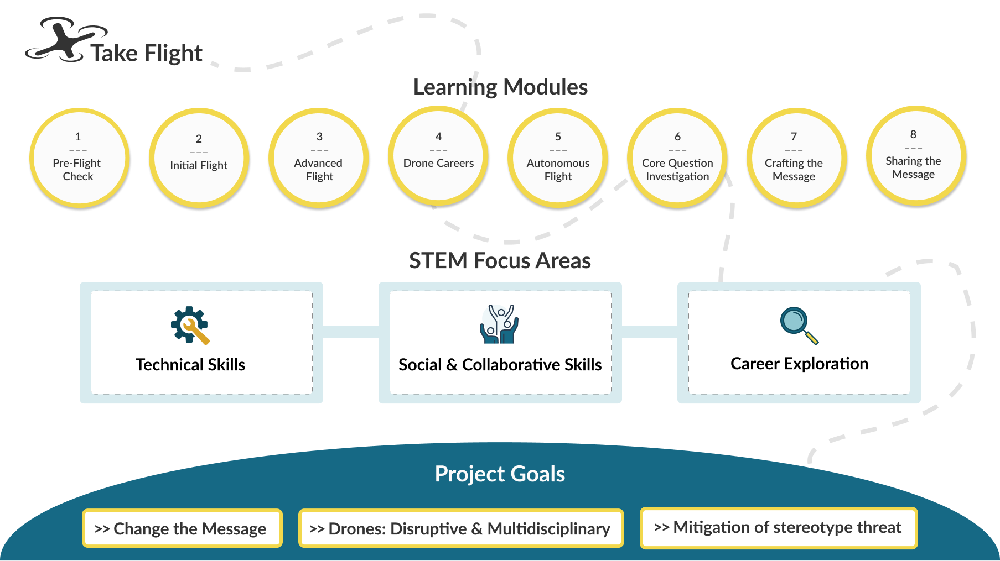 Take Flight
Learning Modules
1
---
Pre-Flight
Check
2
---
Initial Flight
3
---
Advanced
Flight
4
---
Drone Careers
5
---
Autonomous
Flight
6
---
Core Question
Investigation
7
---
Crafting the
Message
8
---
Sharing the
Message
STEM Focus Areas
Technical Skills
Social & Collaborative Skills
Career Exploration
Project Goals
>> Change the Message
>> Drones: Disruptive & Multidisciplinary
>> Mitigation of stereotype threat